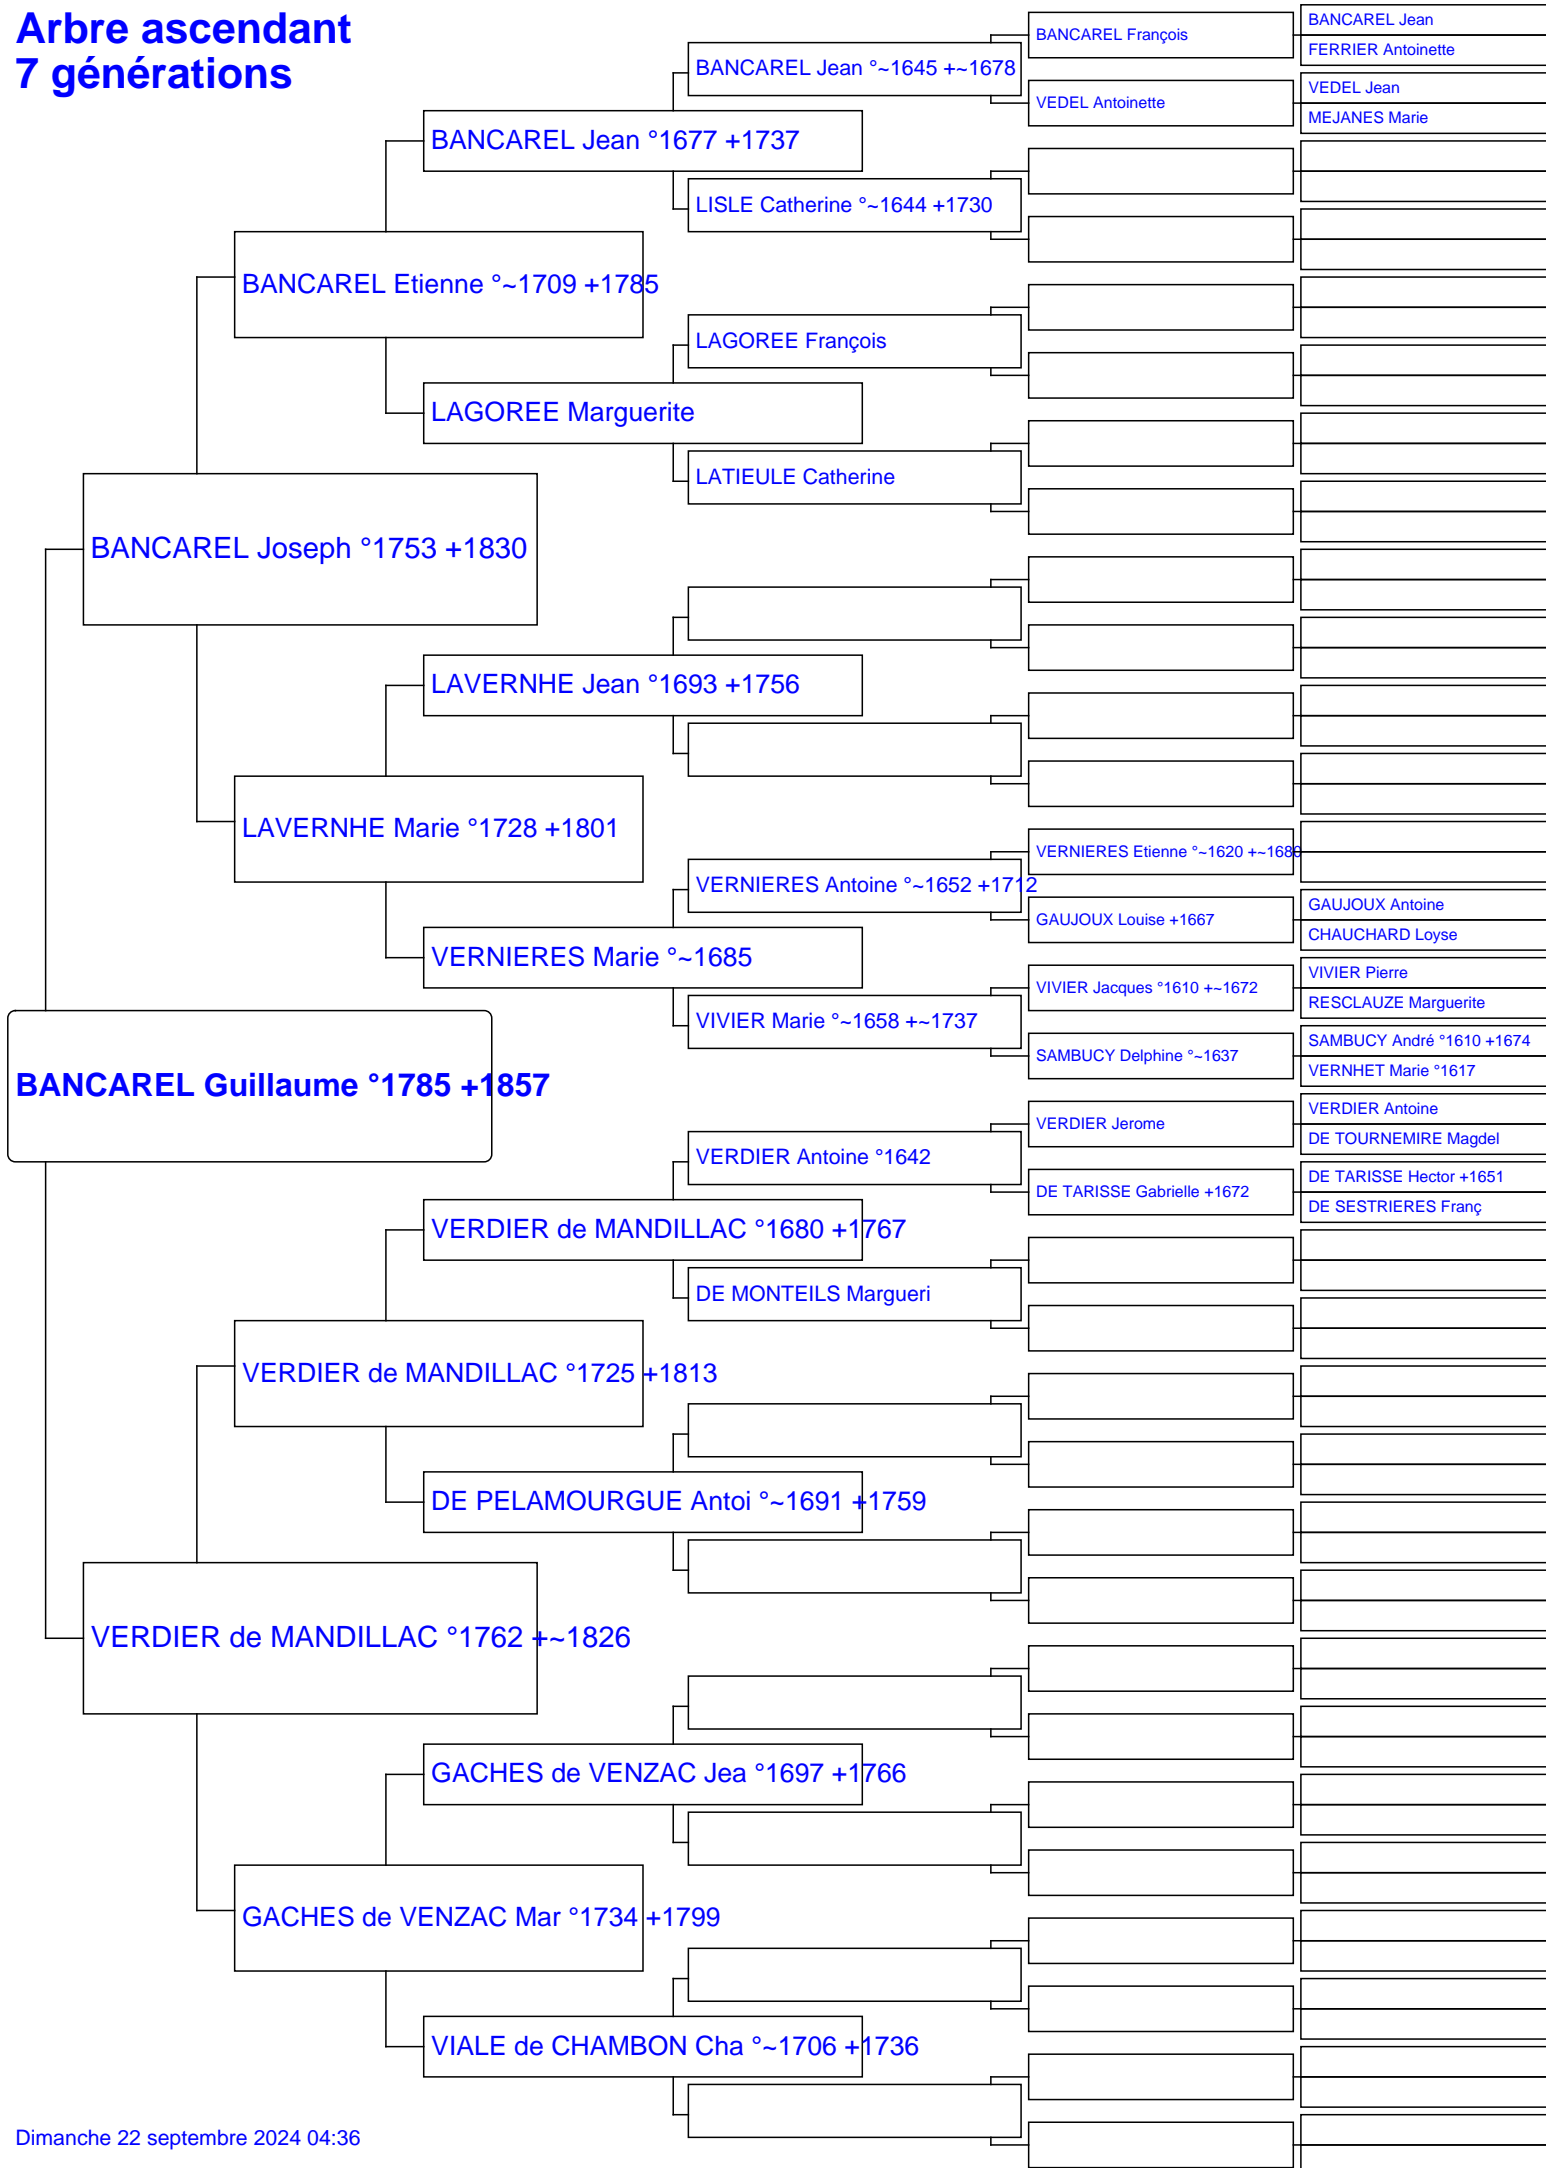 Arbre ascendant
7 générations
BANCAREL Jean
BANCAREL François
FERRIER Antoinette
BANCAREL Jean °~1645 +~1678
VEDEL Jean
VEDEL Antoinette
MEJANES Marie
BANCAREL Jean °1677 +1737
LISLE Catherine °~1644 +1730
BANCAREL Etienne °~1709 +1785
LAGOREE François
LAGOREE Marguerite
LATIEULE Catherine
BANCAREL Joseph °1753 +1830
LAVERNHE Jean °1693 +1756
LAVERNHE Marie °1728 +1801
VERNIERES Etienne °~1620 +~1680
VERNIERES Antoine °~1652 +1712
GAUJOUX Antoine
GAUJOUX Louise +1667
CHAUCHARD Loyse
VERNIERES Marie °~1685
VIVIER Pierre
VIVIER Jacques °1610 +~1672
RESCLAUZE Marguerite
VIVIER Marie °~1658 +~1737
SAMBUCY André °1610 +1674
SAMBUCY Delphine °~1637
VERNHET Marie °1617
BANCAREL Guillaume °1785 +1857
VERDIER Antoine
VERDIER Jerome
DE TOURNEMIRE Magdel
VERDIER Antoine °1642
DE TARISSE Hector +1651
DE TARISSE Gabrielle +1672
DE SESTRIERES Franç
VERDIER de MANDILLAC °1680 +1767
DE MONTEILS Margueri
VERDIER de MANDILLAC °1725 +1813
DE PELAMOURGUE Antoi °~1691 +1759
VERDIER de MANDILLAC °1762 +~1826
GACHES de VENZAC Jea °1697 +1766
GACHES de VENZAC Mar °1734 +1799
VIALE de CHAMBON Cha °~1706 +1736
Dimanche 22 septembre 2024 04:36